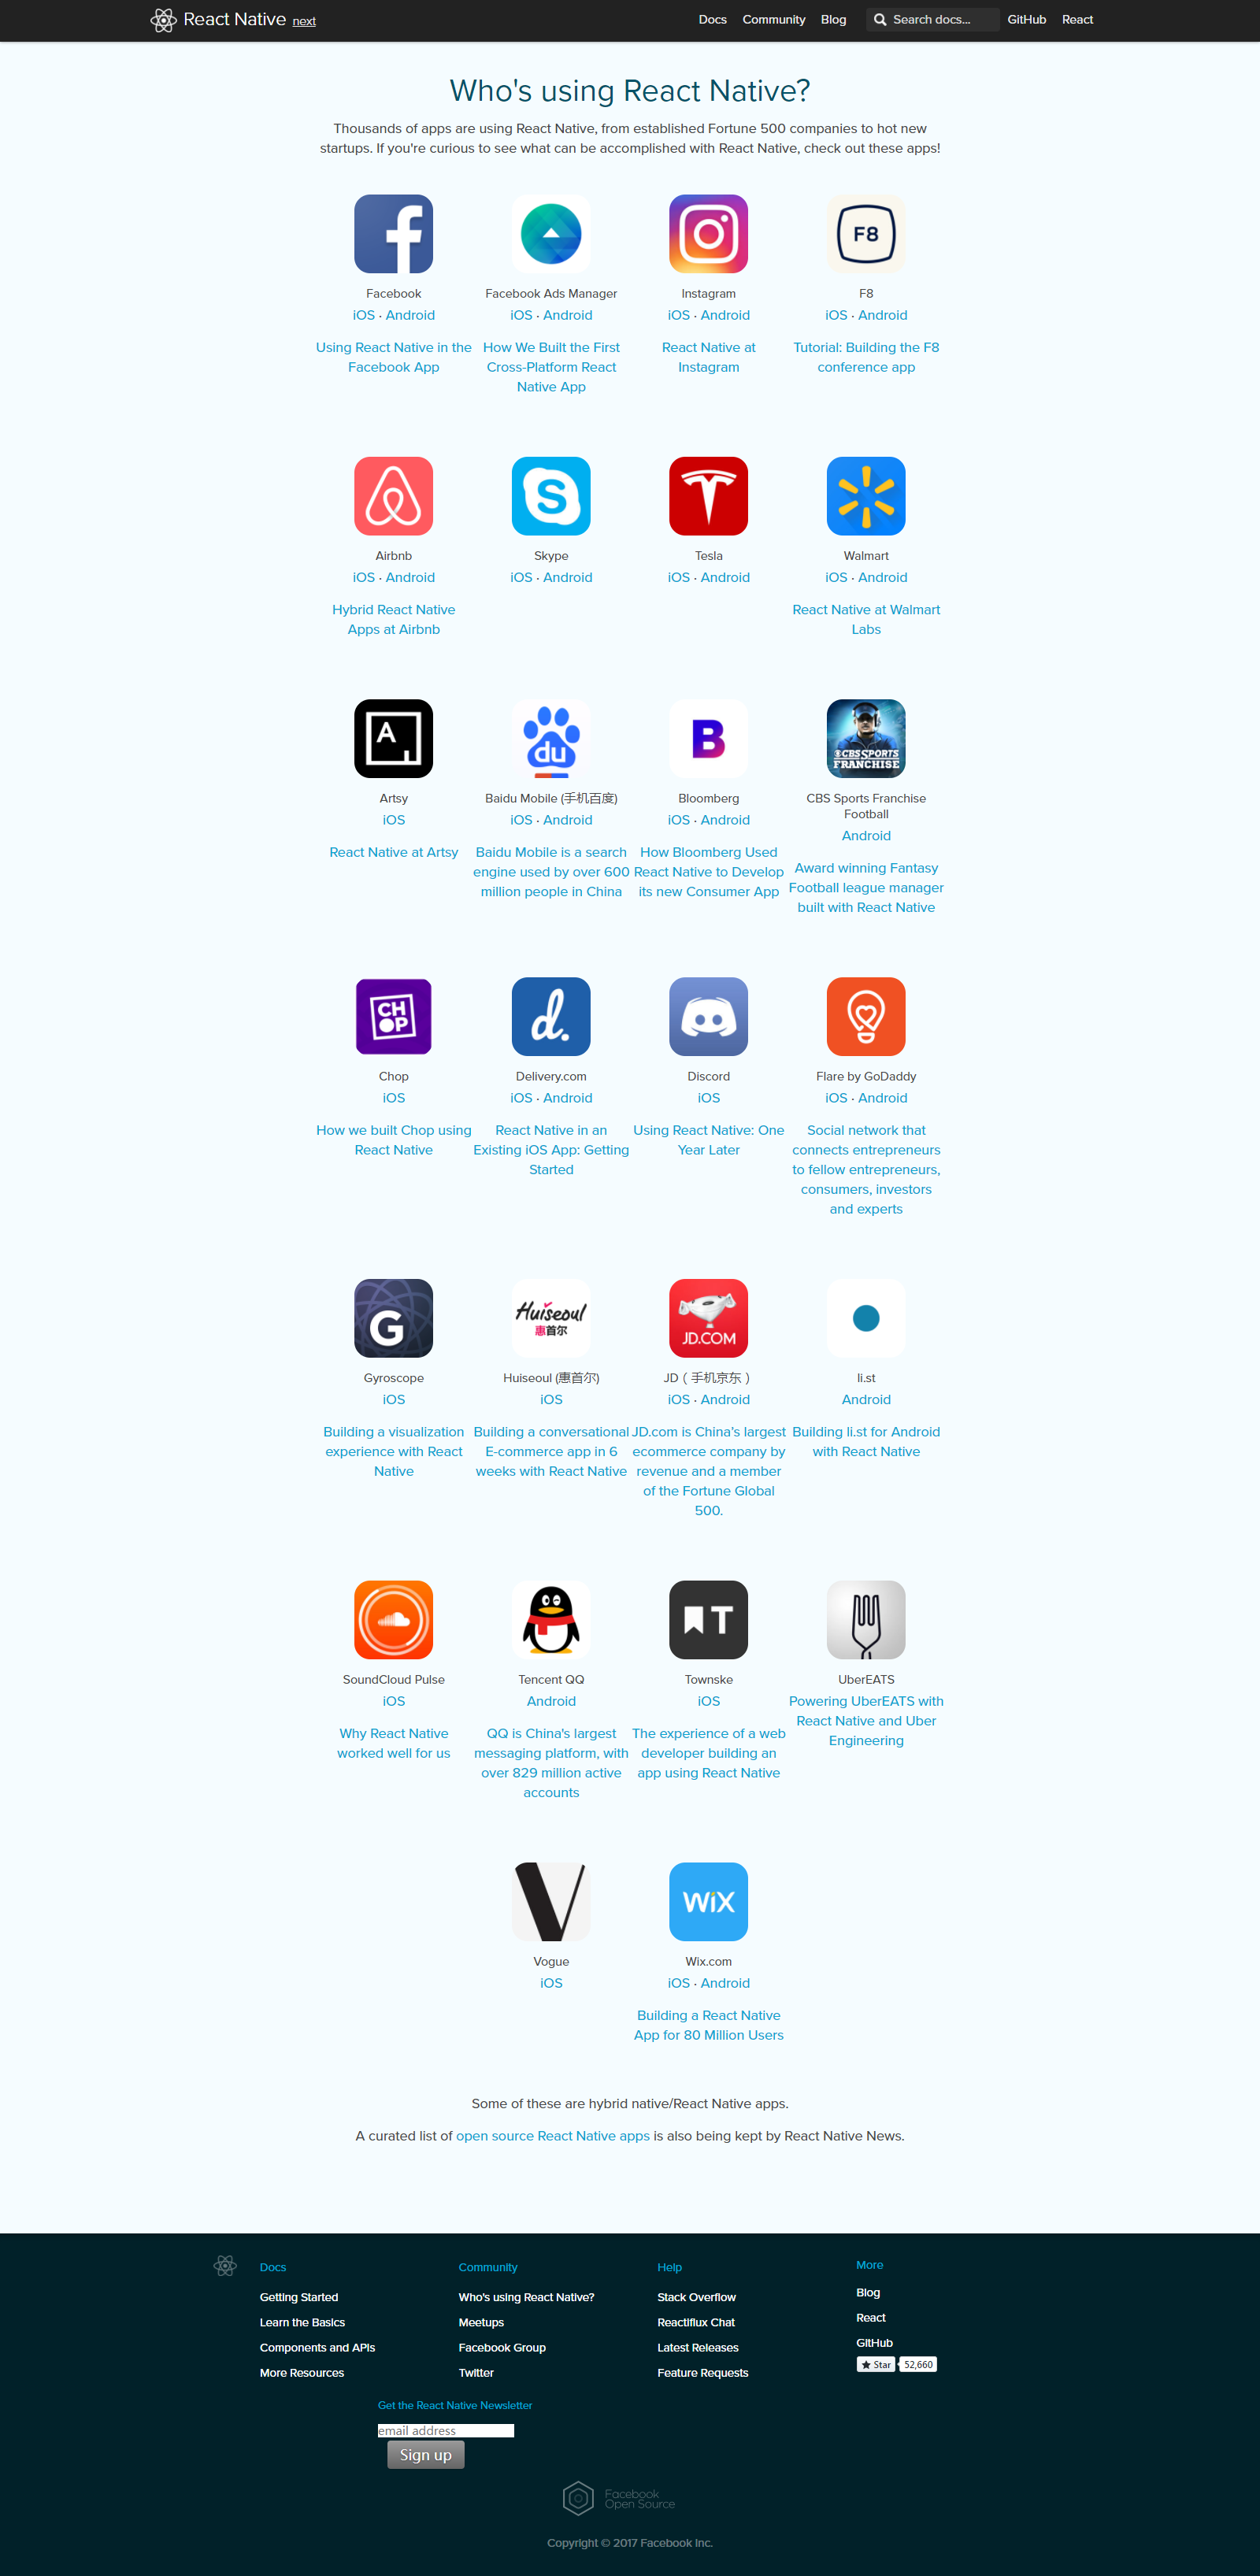 React Native next
Docs Community Blog Search docs... GitHub React
Who's using React Native?
Thousands of apps are using React Native, from established Fortune 500 companies to hot new
startups. If you're curious to see what can be accomplished with React Native, check out these apps!
F8
Facebook
iOS · Android
Using React Native in the
Facebook App
Facebook Ads Manager
iOS · Android
How We Built the First
Cross-Platform React
Native App
Instagram
iOS · Android
React Native at
Instagram
F8
iOS · Android
Tutorial: Building the F8
conference app
Airbnb
iOS · Android
Hybrid React Native
Apps at Airbnb
S
Skype
iOS · Android
Tesla
iOS · Android
Walmart
iOS · Android
React Native at Walmart
Labs
A
Artsy
iOS
React Native at Artsy
du
Baidu Mobile (手机百度)
iOS · Android
Baidu Mobile is a search
engine used by over 600
million people in China
B
Bloomberg
iOS · Android
How Bloomberg Used
React Native to Develop
its new Consumer App
CBS SPORTS
FRANCHISE
CBS Sports Franchise
Football
Android
Award winning Fantasy
Football league manager
built with React Native
CH
OP
Chop
iOS
How we built Chop using
React Native
d.
Delivery.com
iOS · Android
React Native in an
Existing iOS App: Getting
Started
Discord
iOS
Using React Native: One
Year Later
Flare by GoDaddy
iOS · Android
Social network that
connects entrepreneurs
to fellow entrepreneurs,
consumers, investors
and experts
G
Gyroscope
iOS
Building a visualization
experience with React
Native
Huiseoul
惠首尔
Huiseoul (惠首尔)
iOS
Building a conversational
E-commerce app in 6
weeks with React Native
JD.COM
JD（手机京东）
iOS · Android
JD.com is China's largest
ecommerce company by
revenue and a member
of the Fortune Global
500.
li.st
Android
Building li.st for Android
with React Native
SoundCloud Pulse
iOS
Why React Native
worked well for us
Tencent QQ
Android
QQ is China's largest
messaging platform, with
over 829 million active
accounts
T
Townske
iOS
The experience of a web
developer building an
app using React Native
UberEATS
Powering UberEATS with
React Native and Uber
Engineering
V
Vogue
iOS
WiX
Wix.com
iOS · Android
Building a React Native
App for 80 Million Users
Some of these are hybrid native/React Native apps.
A curated list of open source React Native apps is also being kept by React Native News.
Docs
Getting Started
Learn the Basics
Components and APIs
More Resources
Community
Who's using React Native?
Meetups
Facebook Group
Twitter
Help
Stack Overflow
Reactiflux Chat
Latest Releases
Feature Requests
More
Blog
React
GitHub
Star 52,660
Get the React Native Newsletter
email address
Sign up
Facebook
Open Source
Copyright © 2017 Facebook Inc.